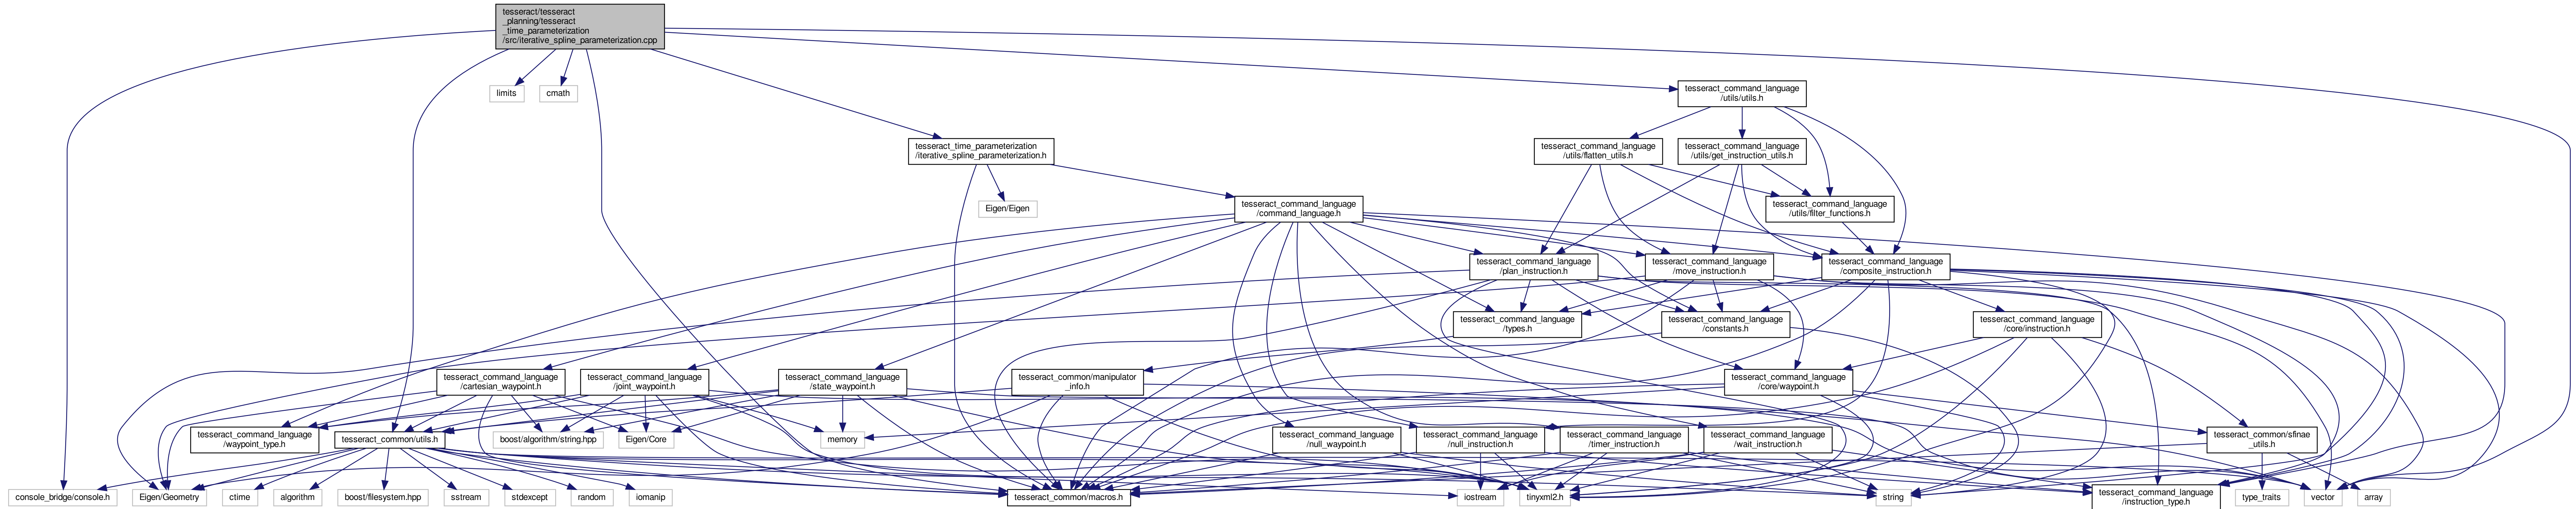 tesseract/tesseract
_planning/tesseract
_time_parameterization
/src/iterative_spline_parameterization.cpp
limits
cmath
tesseract_command_language
/utils/utils.h
tesseract_time_parameterization
/iterative_spline_parameterization.h
tesseract_command_language
/utils/flatten_utils.h
tesseract_command_language
/utils/get_instruction_utils.h
Eigen/Eigen
tesseract_command_language
/command_language.h
tesseract_command_language
/utils/filter_functions.h
tesseract_command_language
/plan_instruction.h
tesseract_command_language
/move_instruction.h
tesseract_command_language
/composite_instruction.h
tesseract_command_language
/types.h
tesseract_command_language
/constants.h
tesseract_command_language
/core/instruction.h
tesseract_command_language
/cartesian_waypoint.h
tesseract_command_language
/joint_waypoint.h
tesseract_command_language
/state_waypoint.h
tesseract_common/manipulator
_info.h
tesseract_command_language
/core/waypoint.h
tesseract_command_language
/waypoint_type.h
tesseract_common/utils.h
boost/algorithm/string.hpp
Eigen/Core
memory
tesseract_command_language
/null_waypoint.h
tesseract_command_language
/null_instruction.h
tesseract_command_language
/timer_instruction.h
tesseract_command_language
/wait_instruction.h
tesseract_common/sfinae
_utils.h
console_bridge/console.h
Eigen/Geometry
ctime
algorithm
boost/filesystem.hpp
sstream
stdexcept
random
iomanip
tesseract_common/macros.h
iostream
tinyxml2.h
string
tesseract_command_language
/instruction_type.h
type_traits
vector
array